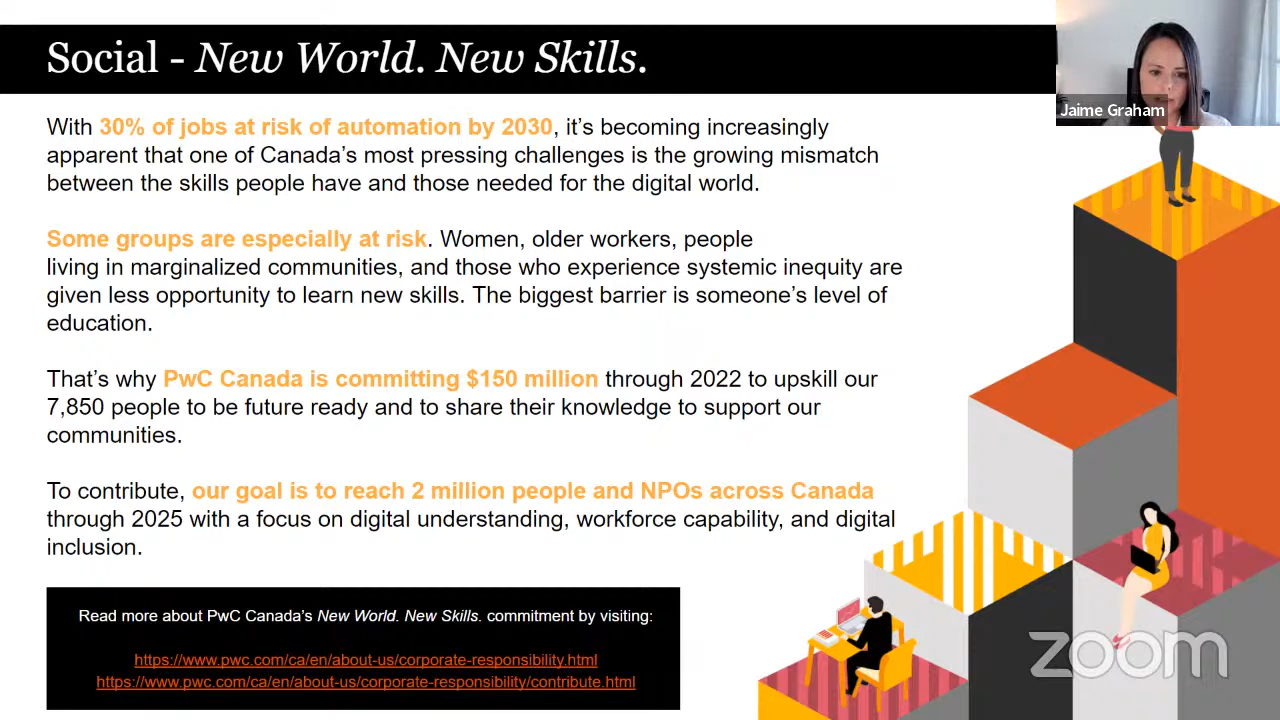 Social - New World. New Skills.
Jaime Graham
With 30% of jobs at risk of automation by 2030, it's becoming increasingly
apparent that one of Canada's most pressing challenges is the growing mismatch
between the skills people have and those needed for the digital world.
Some groups are especially at risk. Women, older workers, people
living in marginalized communities, and those who experience systemic inequity are
given less opportunity to learn new skills. The biggest barrier is someone's level of
education.
That's why PwC Canada is committing $150 million through 2022 to upskill our
7,850 people to be future ready and to share their knowledge to support our
communities.
To contribute, our goal is to reach 2 million people and NPOs across Canada
through 2025 with a focus on digital understanding, workforce capability, and digital
inclusion.
Read more about PwC Canada's New World. New Skills. commitment by visiting:
https://www.pwc.com/ca/en/about-us/corporate-responsibility.html
https://www.pwc.com/ca/en/about-us/corporate-responsibility/contribute.html
zoom